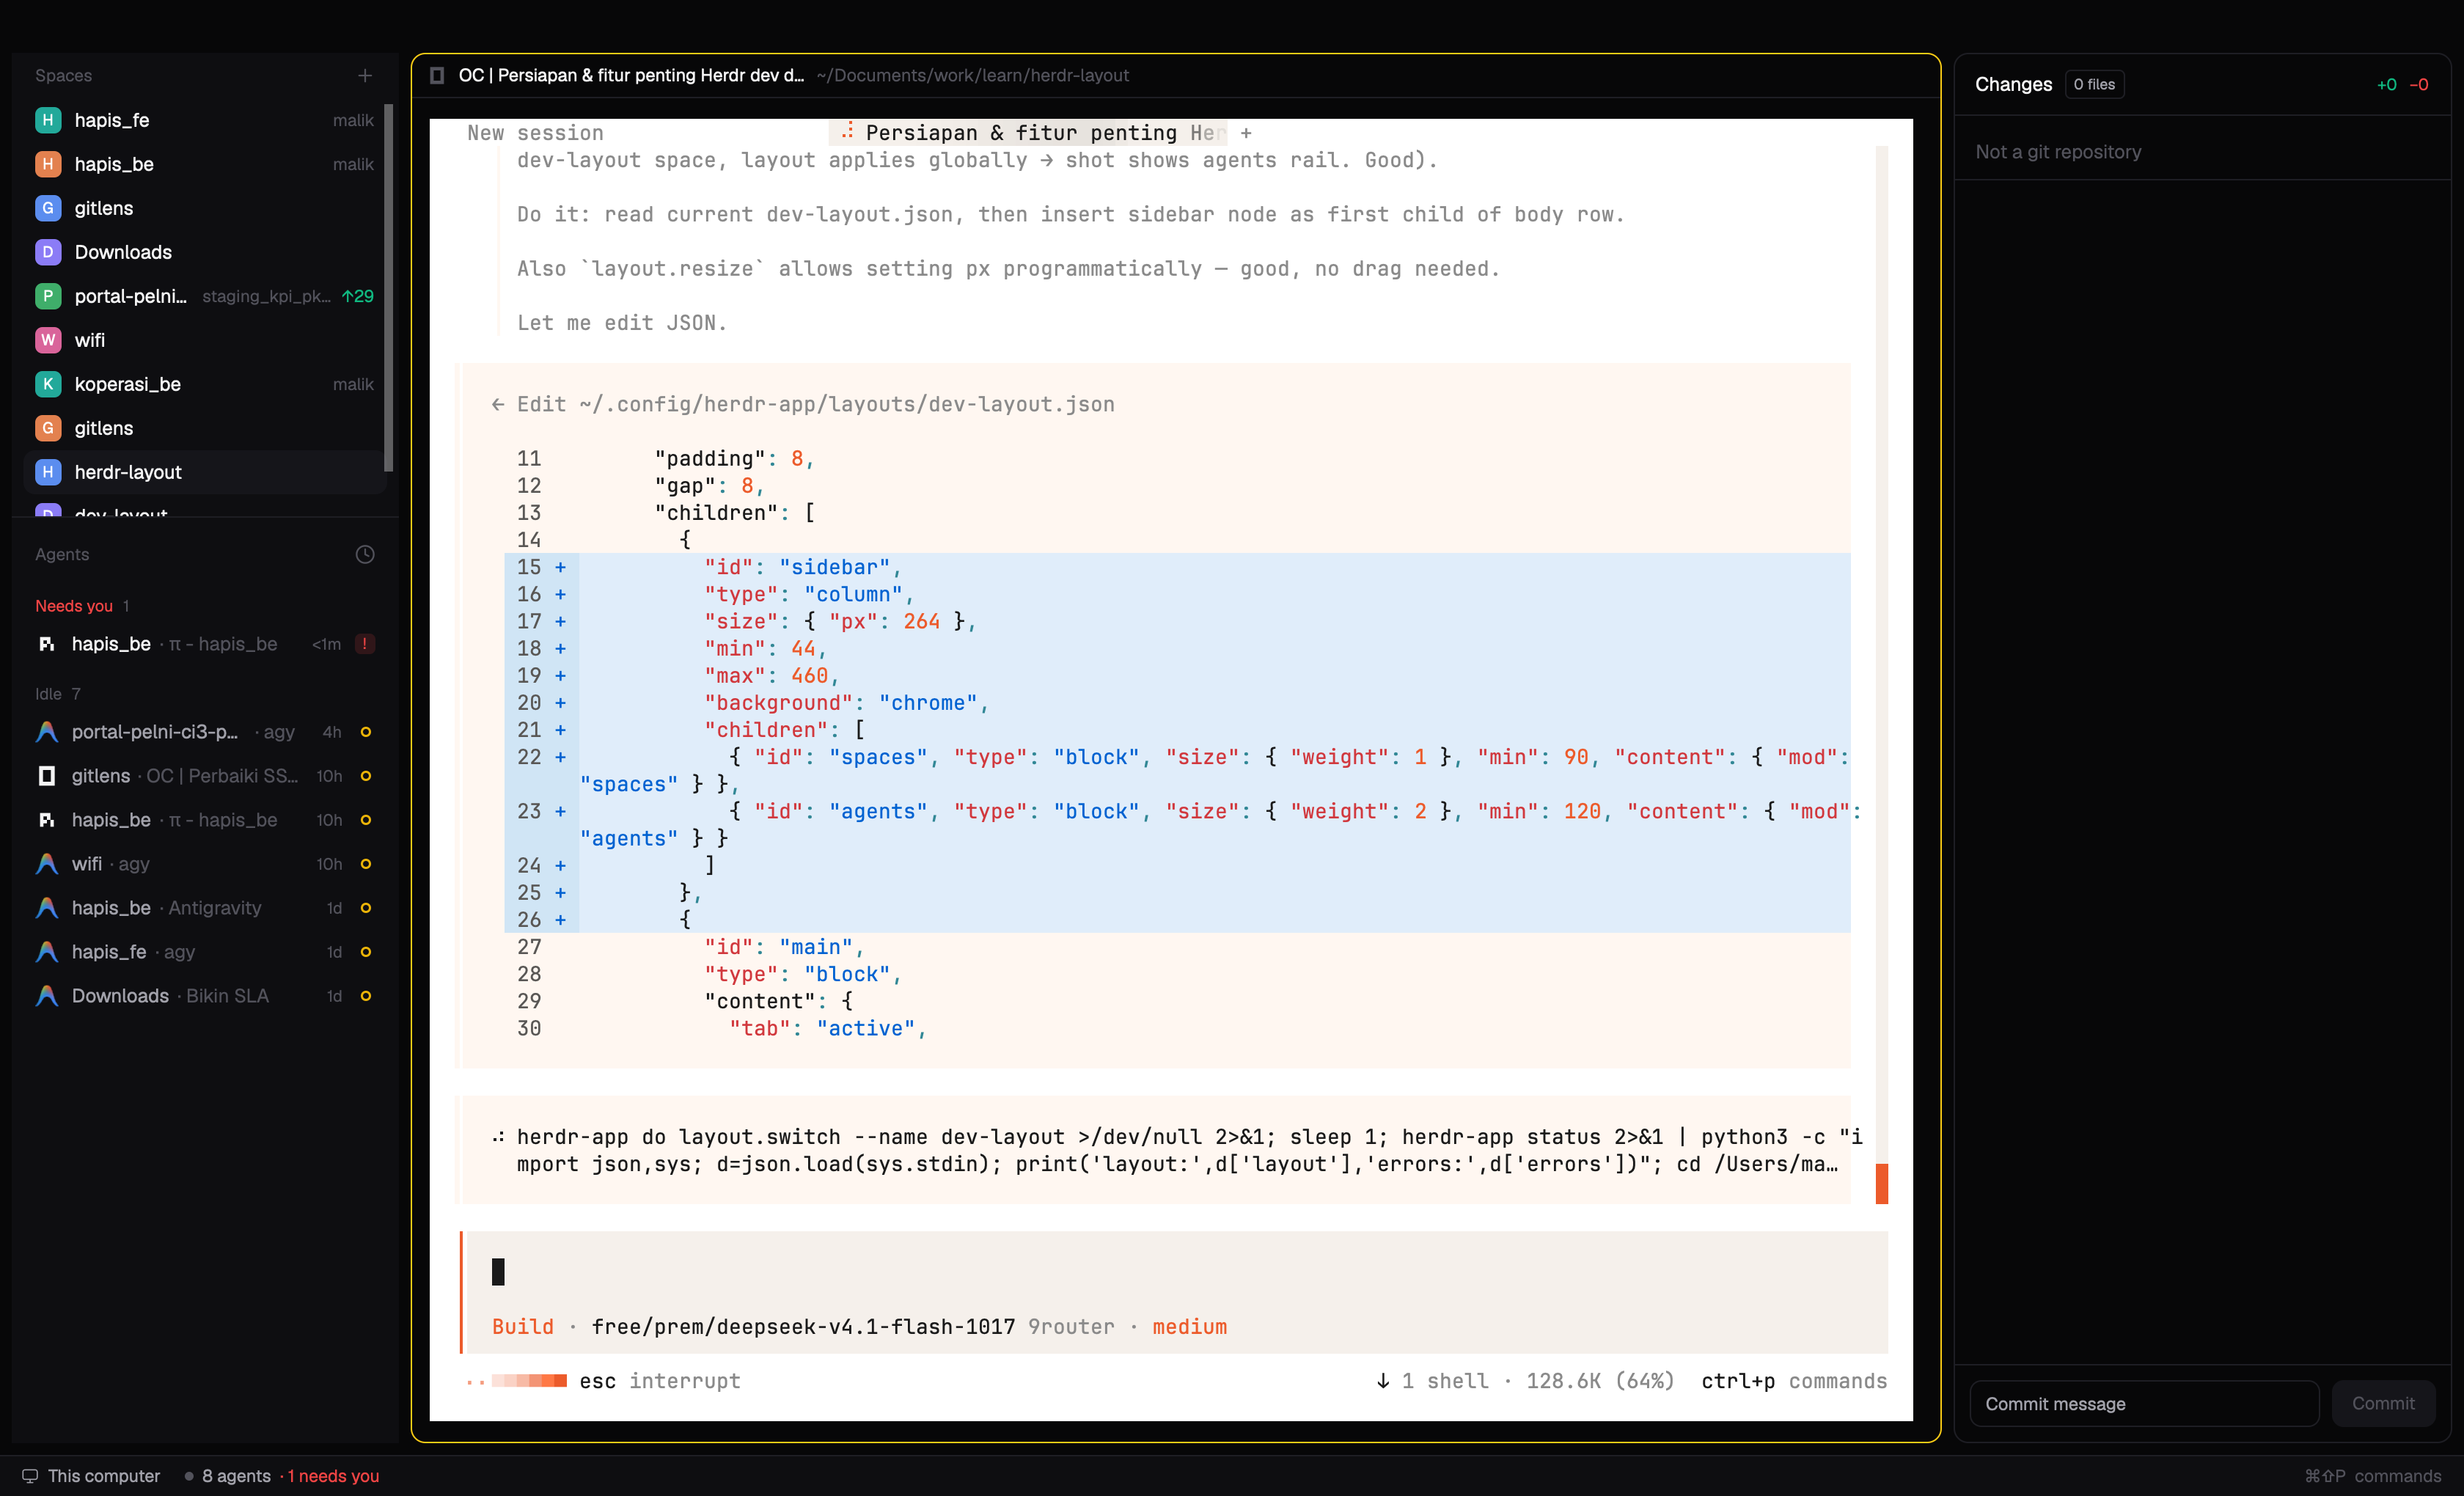 Spaces +
H hapis_fe malik
H hapis_be malik
G gitlens
D Downloads
P portal-pelni... staging_kpi_pk... ↑29
W wifi
K koperasi_be malik
G gitlens
H herdr-layout
D dev-layout
Agents
Needs you 1
hapis_be · π - hapis_be <1m !
Idle 7
portal-pelni-ci3-p... · agy 4h
gitlens · OC | Perbaiki SS... 10h
hapis_be · π - hapis_be 10h
wifi · agy 10h
hapis_be · Antigravity 1d
hapis_fe · agy 1d
Downloads · Bikin SLA 1d
OC | Persiapan & fitur penting Herdr dev d... ~/Documents/work/learn/herdr-layout
New session Persiapan & fitur penting Her +
dev-layout space, layout applies globally → shot shows agents rail. Good).
Do it: read current dev-layout.json, then insert sidebar node as first child of body row.
Also `layout.resize` allows setting px programmatically — good, no drag needed.
Let me edit JSON.
← Edit ~/.config/herdr-app/layouts/dev-layout.json
11 "padding": 8,
12 "gap": 8,
13 "children": [
14 {
15 + "id": "sidebar",
16 + "type": "column",
17 + "size": { "px": 264 },
18 + "min": 44,
19 + "max": 460,
20 + "background": "chrome",
21 + "children": [
22 + { "id": "spaces", "type": "block", "size": { "weight": 1 }, "min": 90, "content": { "mod":
"spaces" } },
23 + { "id": "agents", "type": "block", "size": { "weight": 2 }, "min": 120, "content": { "mod":
"agents" } }
24 + ]
25 + },
26 + {
27 "id": "main",
28 "type": "block",
29 "content": {
30 "tab": "active",
herdr-app do layout.switch --name dev-layout >/dev/null 2>&1; sleep 1; herdr-app status 2>&1 | python3 -c "i
mport json,sys; d=json.load(sys.stdin); print('layout:',d['layout'],'errors:',d['errors'])"; cd /Users/ma…
Build · free/prem/deepseek-v4.1-flash-1017 9router · medium
esc interrupt ↓ 1 shell · 128.6K (64%) ctrl+p commands
Changes 0 files +0 −0
Not a git repository
Commit message Commit
This computer 8 agents · 1 needs you ⌘⇧P commands